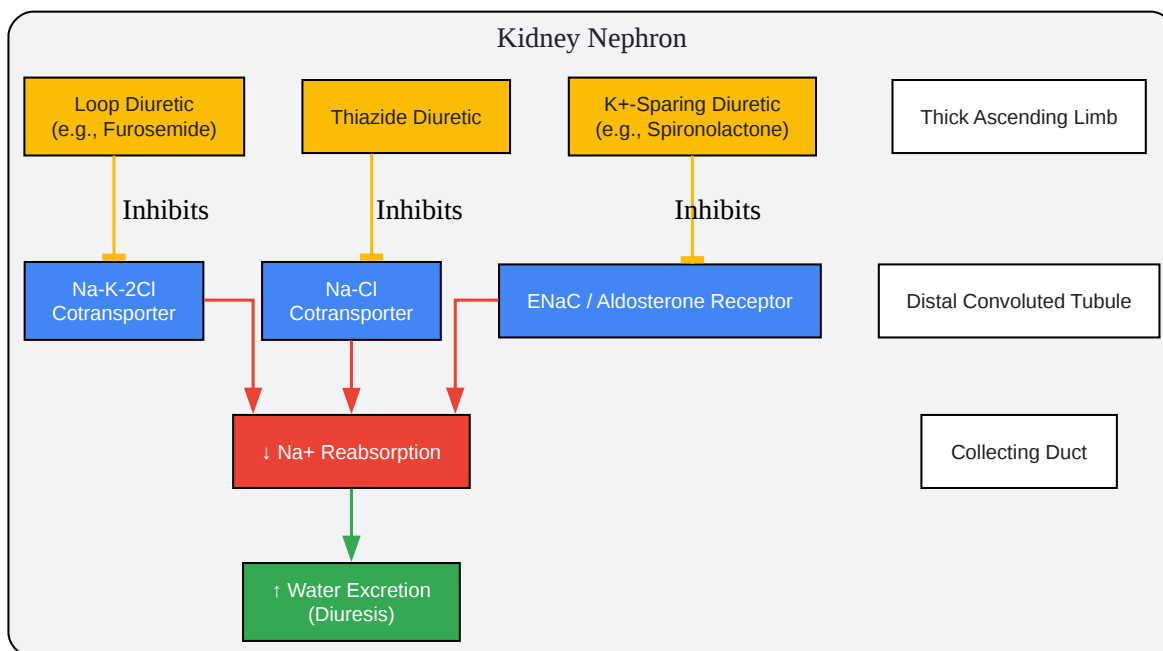 Kidney Nephron
Loop Diuretic
(e.g., Furosemide)
Thiazide Diuretic
K+-Sparing Diuretic
(e.g., Spironolactone)
Thick Ascending Limb
Inhibits
Inhibits
Inhibits
Na-K-2Cl
Cotransporter
Na-Cl
Cotransporter
ENaC / Aldosterone Receptor
Distal Convoluted Tubule
↓ Na+ Reabsorption
Collecting Duct
↑ Water Excretion
(Diuresis)